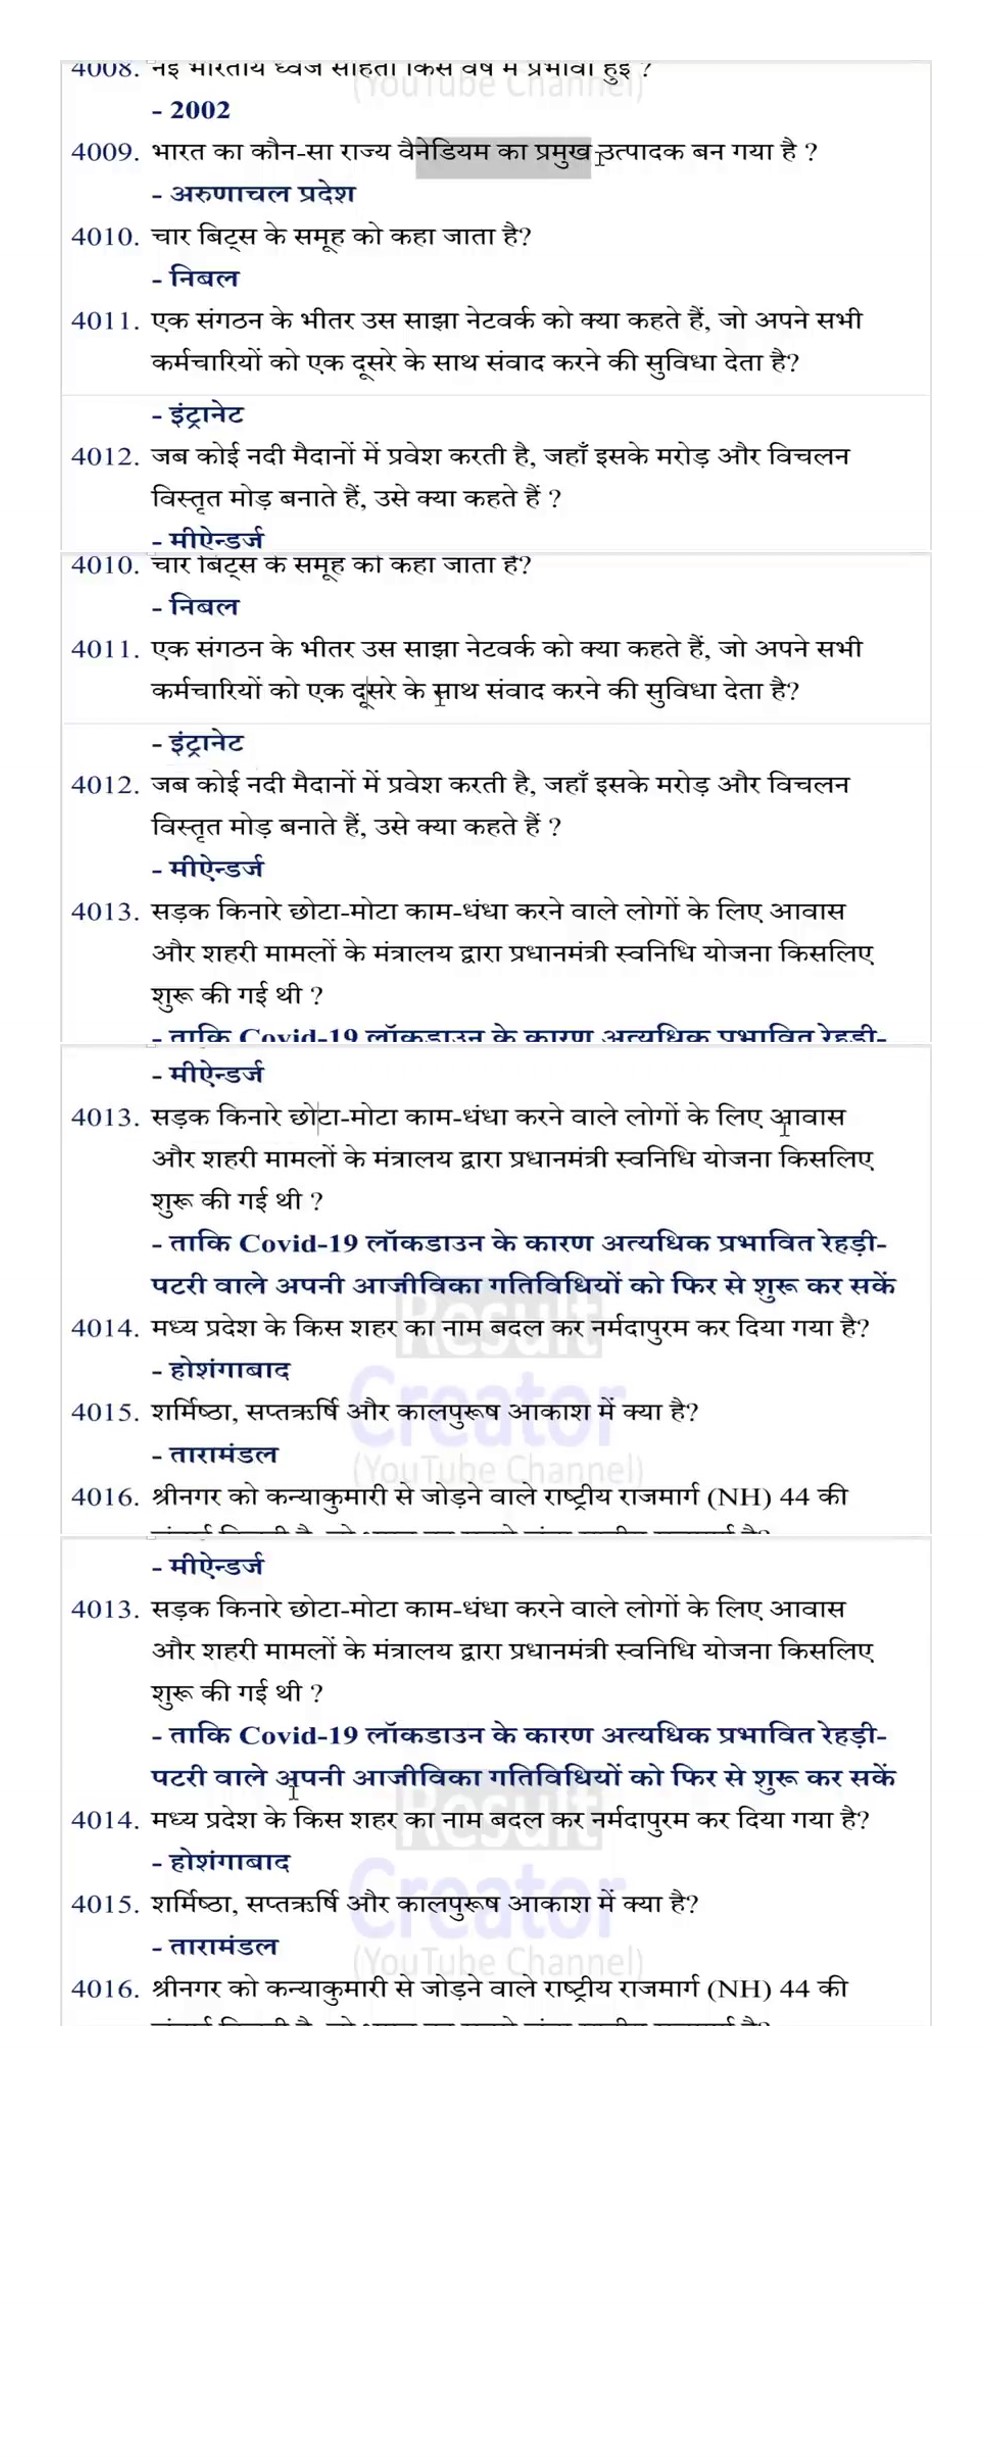 4008. नई भारतीय ध्वज संहिता किस वर्ष में प्रभावी हुई ?
(YouTube Channel)
- 2002
4009. भारत का कौन-सा राज्य वैनेडियम का प्रमुख उत्पादक बन गया है ?
- अरुणाचल प्रदेश
4010. चार बिट्स के समूह को कहा जाता है?
- निबल
4011. एक संगठन के भीतर उस साझा नेटवर्क को क्या कहते हैं, जो अपने सभी
कर्मचारियों को एक दूसरे के साथ संवाद करने की सुविधा देता है?
- इंट्रानेट
4012. जब कोई नदी मैदानों में प्रवेश करती है, जहाँ इसके मरोड़ और विचलन
विस्तृत मोड़ बनाते हैं, उसे क्या कहते हैं ?
- मीऐन्डर्ज
4010. चार बिट्स के समूह को कहा जाता है?
- निबल
4011. एक संगठन के भीतर उस साझा नेटवर्क को क्या कहते हैं, जो अपने सभी
कर्मचारियों को एक दूसरे के साथ संवाद करने की सुविधा देता है?
- इंट्रानेट
4012. जब कोई नदी मैदानों में प्रवेश करती है, जहाँ इसके मरोड़ और विचलन
विस्तृत मोड़ बनाते हैं, उसे क्या कहते हैं ?
- मीऐन्डर्ज
4013. सड़क किनारे छोटा-मोटा काम-धंधा करने वाले लोगों के लिए आवास
और शहरी मामलों के मंत्रालय द्वारा प्रधानमंत्री स्वनिधि योजना किसलिए
शुरू की गई थी ?
- ताकि Covid-19 लॉकडाउन के कारण अत्यधिक प्रभावित रेहड़ी-
- मीऐन्डर्ज
4013. सड़क किनारे छोटा-मोटा काम-धंधा करने वाले लोगों के लिए आवास
और शहरी मामलों के मंत्रालय द्वारा प्रधानमंत्री स्वनिधि योजना किसलिए
शुरू की गई थी ?
- ताकि Covid-19 लॉकडाउन के कारण अत्यधिक प्रभावित रेहड़ी-
पटरी वाले अपनी आजीविका गतिविधियों को फिर से शुरू कर सकें
Result
4014. मध्य प्रदेश के किस शहर का नाम बदल कर नर्मदापुरम कर दिया गया है?
- होशंगाबाद
Creator
4015. शर्मिष्ठा, सप्तऋर्षि और कालपुरूष आकाश में क्या है?
- तारामंडल
(YouTube Channel)
4016. श्रीनगर को कन्याकुमारी से जोड़ने वाले राष्ट्रीय राजमार्ग (NH) 44 की
- मीऐन्डर्ज
4013. सड़क किनारे छोटा-मोटा काम-धंधा करने वाले लोगों के लिए आवास
और शहरी मामलों के मंत्रालय द्वारा प्रधानमंत्री स्वनिधि योजना किसलिए
शुरू की गई थी ?
- ताकि Covid-19 लॉकडाउन के कारण अत्यधिक प्रभावित रेहड़ी-
पटरी वाले अपनी आजीविका गतिविधियों को फिर से शुरू कर सकें
Result
4014. मध्य प्रदेश के किस शहर का नाम बदल कर नर्मदापुरम कर दिया गया है?
- होशंगाबाद
Creator
4015. शर्मिष्ठा, सप्तऋर्षि और कालपुरूष आकाश में क्या है?
- तारामंडल
(YouTube Channel)
4016. श्रीनगर को कन्याकुमारी से जोड़ने वाले राष्ट्रीय राजमार्ग (NH) 44 की